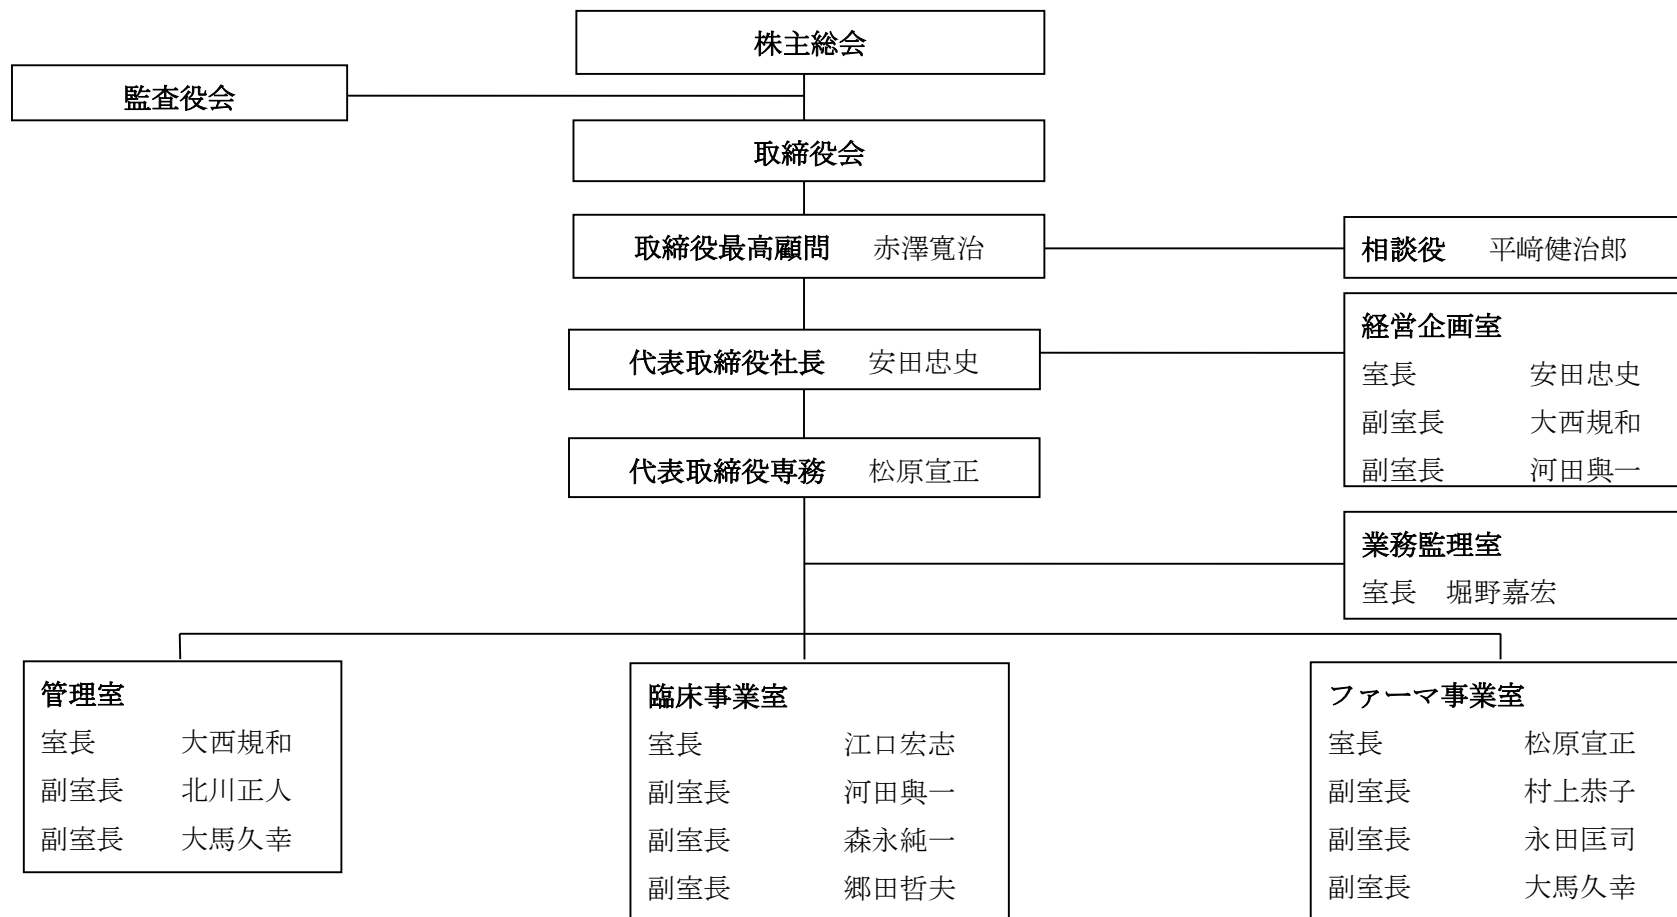 株主総会
監査役会
取締役会
取締役最高顧問 赤澤寛治
相談役 平﨑健治郎
代表取締役社長 安田忠史
経営企画室
室長 安田忠史
副室長 大西規和
副室長 河田與一
代表取締役専務 松原宣正
業務監理室
室長 堀野嘉宏
管理室
室長 大西規和
副室長 北川正人
副室長 大馬久幸
臨床事業室
室長 江口宏志
副室長 河田與一
副室長 森永純一
副室長 郷田哲夫
ファーマ事業室
室長 松原宣正
副室長 村上恭子
副室長 永田匡司
副室長 大馬久幸